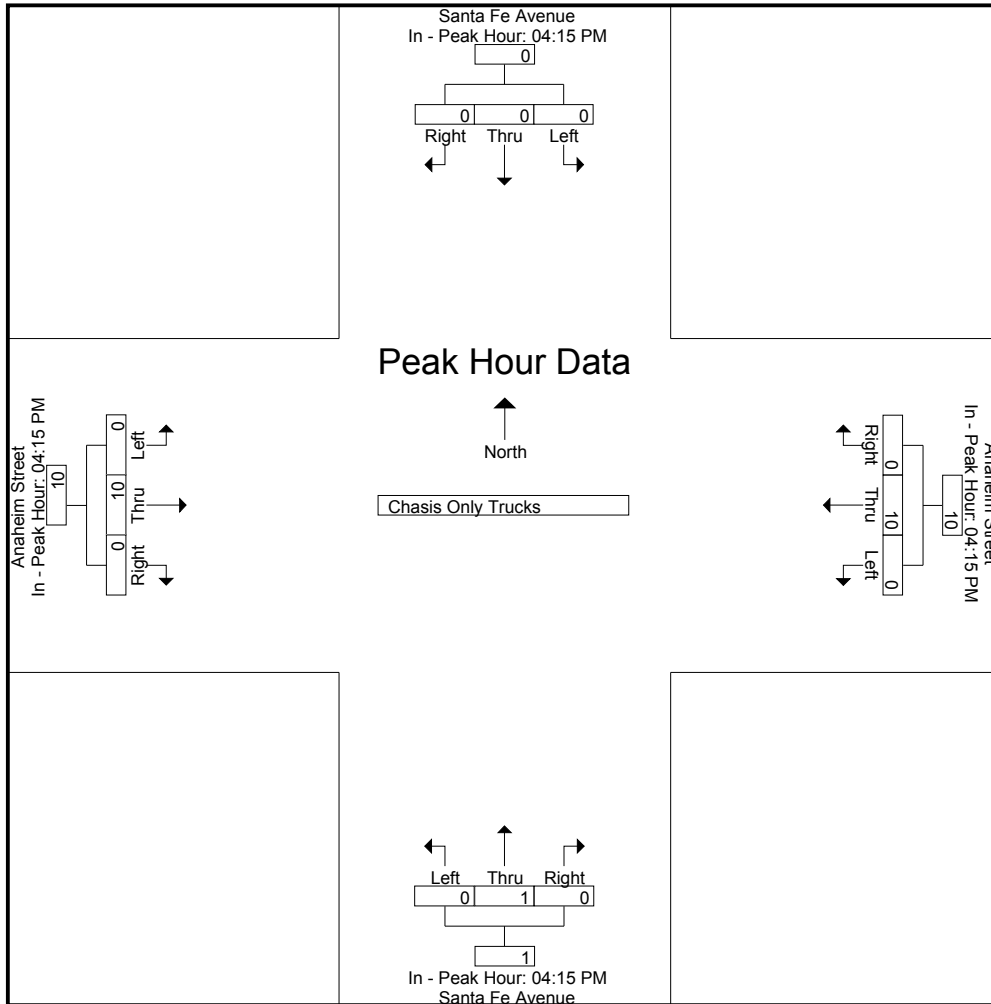 Santa Fe Avenue
In - Peak Hour: 04:15 PM
0
0 0 0
Right Thru Left
Peak Hour Data
North
Chasis Only Trucks
Anaheim Street
In - Peak Hour: 04:15 PM
10
0 10 0
Left Thru Right
Anaheim Street
In - Peak Hour: 04:15 PM
10
0 10 0
Right Thru Left
Left Thru Right
0 1 0
1
In - Peak Hour: 04:15 PM
Santa Fe Avenue